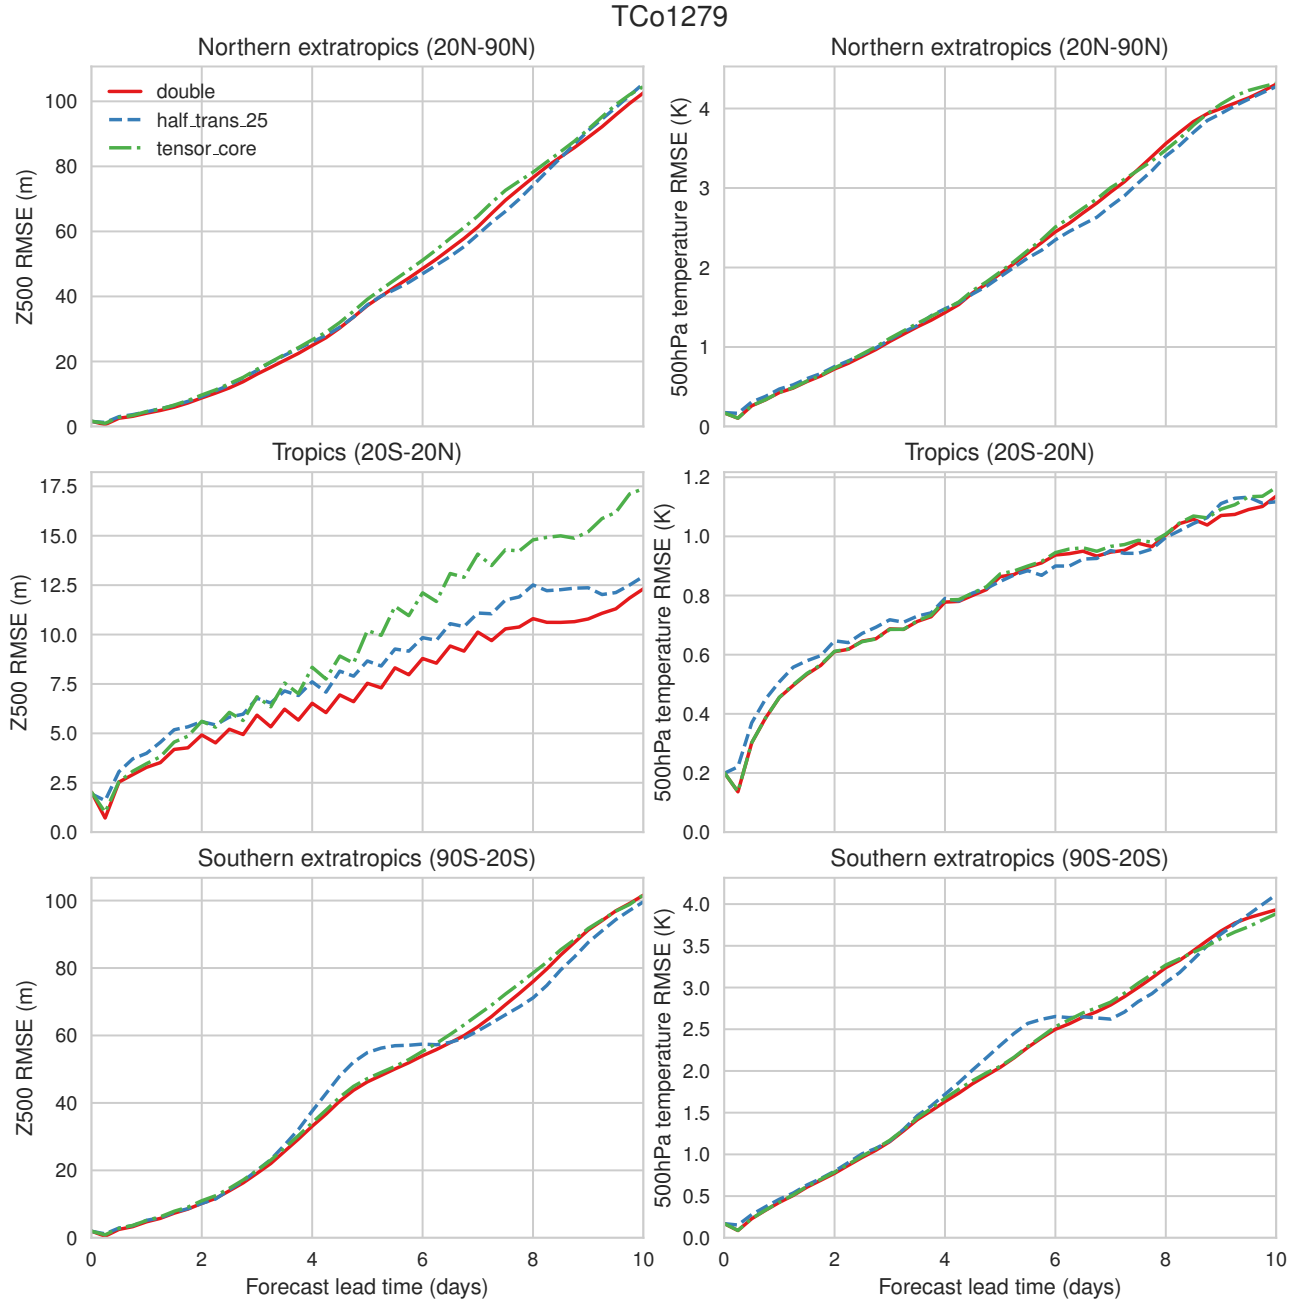 TCo1279
Northern extratropics (20N-90N)
Z500 RMSE (m)
100
80
60
40
20
0
double
half_trans_25
tensor_core
Northern extratropics (20N-90N)
500hPa temperature RMSE (K)
4
3
2
1
0
Tropics (20S-20N)
Z500 RMSE (m)
17.5
15.0
12.5
10.0
7.5
5.0
2.5
0.0
Tropics (20S-20N)
500hPa temperature RMSE (K)
1.2
1.0
0.8
0.6
0.4
0.2
0.0
Southern extratropics (90S-20S)
Z500 RMSE (m)
100
80
60
40
20
0
0 2 4 6 8 10
Forecast lead time (days)
Southern extratropics (90S-20S)
500hPa temperature RMSE (K)
4.0
3.5
3.0
2.5
2.0
1.5
1.0
0.5
0.0
0 2 4 6 8 10
Forecast lead time (days)